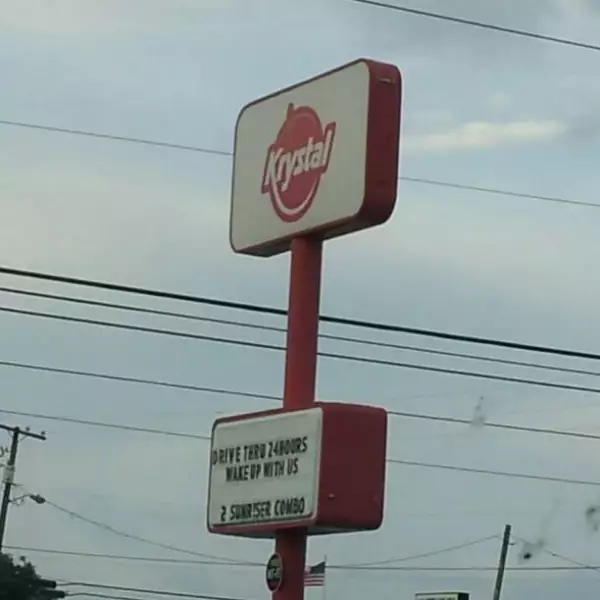 Krystal
DRIVE THRU 24HOURS
WAKE UP WITH US
2 SUNRISER COMBO